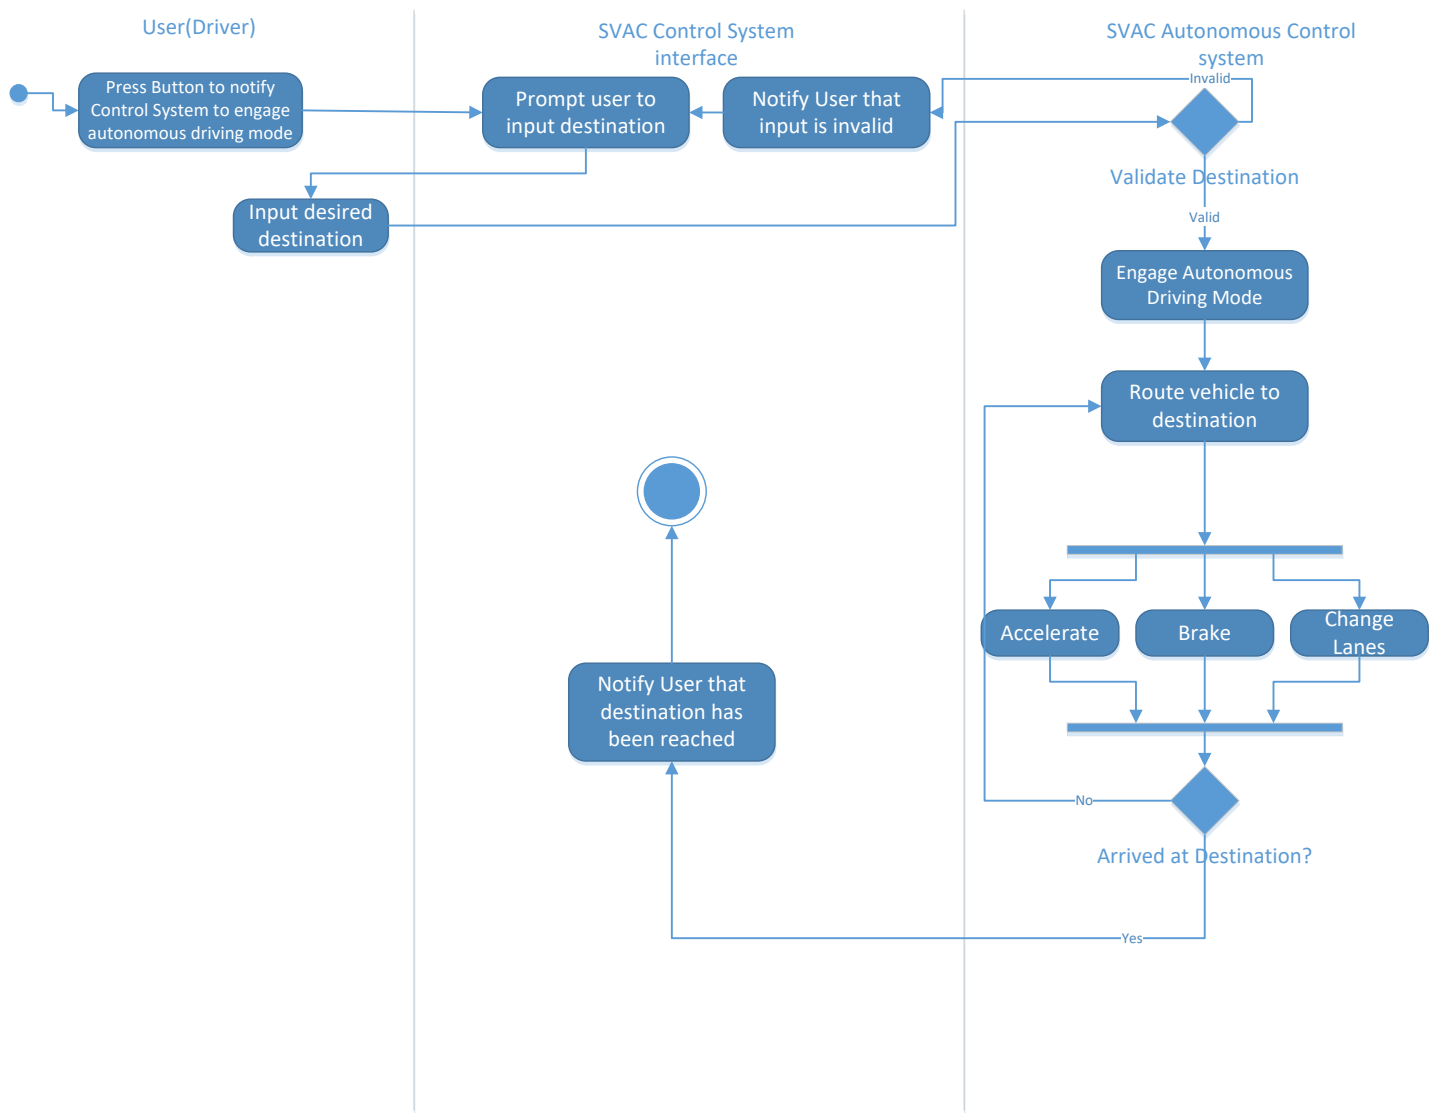 User(Driver)
SVAC Control System
interface
SVAC Autonomous Control
system
Press Button to notify
Control System to engage
autonomous driving mode
Prompt user to
input destination
Notify User that
input is invalid
Invalid
Validate Destination
Input desired
destination
Valid
Engage Autonomous
Driving Mode
Route vehicle to
destination
Accelerate
Brake
Change
Lanes
Notify User that
destination has
been reached
No
Arrived at Destination?
Yes